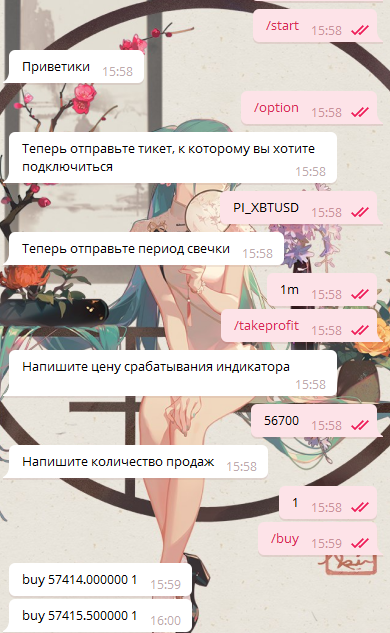 /start 15:58
Приветики 15:58
/option 15:58
Теперь отправьте тикет, к которому вы хотите
подключиться 15:58
PI_XBTUSD 15:58
Теперь отправьте период свечки 15:58
1m 15:58
/takeprofit 15:58
Напишите цену срабатывания индикатора
15:58
56700 15:58
Напишите количество продаж 15:58
1 15:58
/buy 15:59
buy 57414.000000 1 15:59
buy 57415.500000 1 16:00